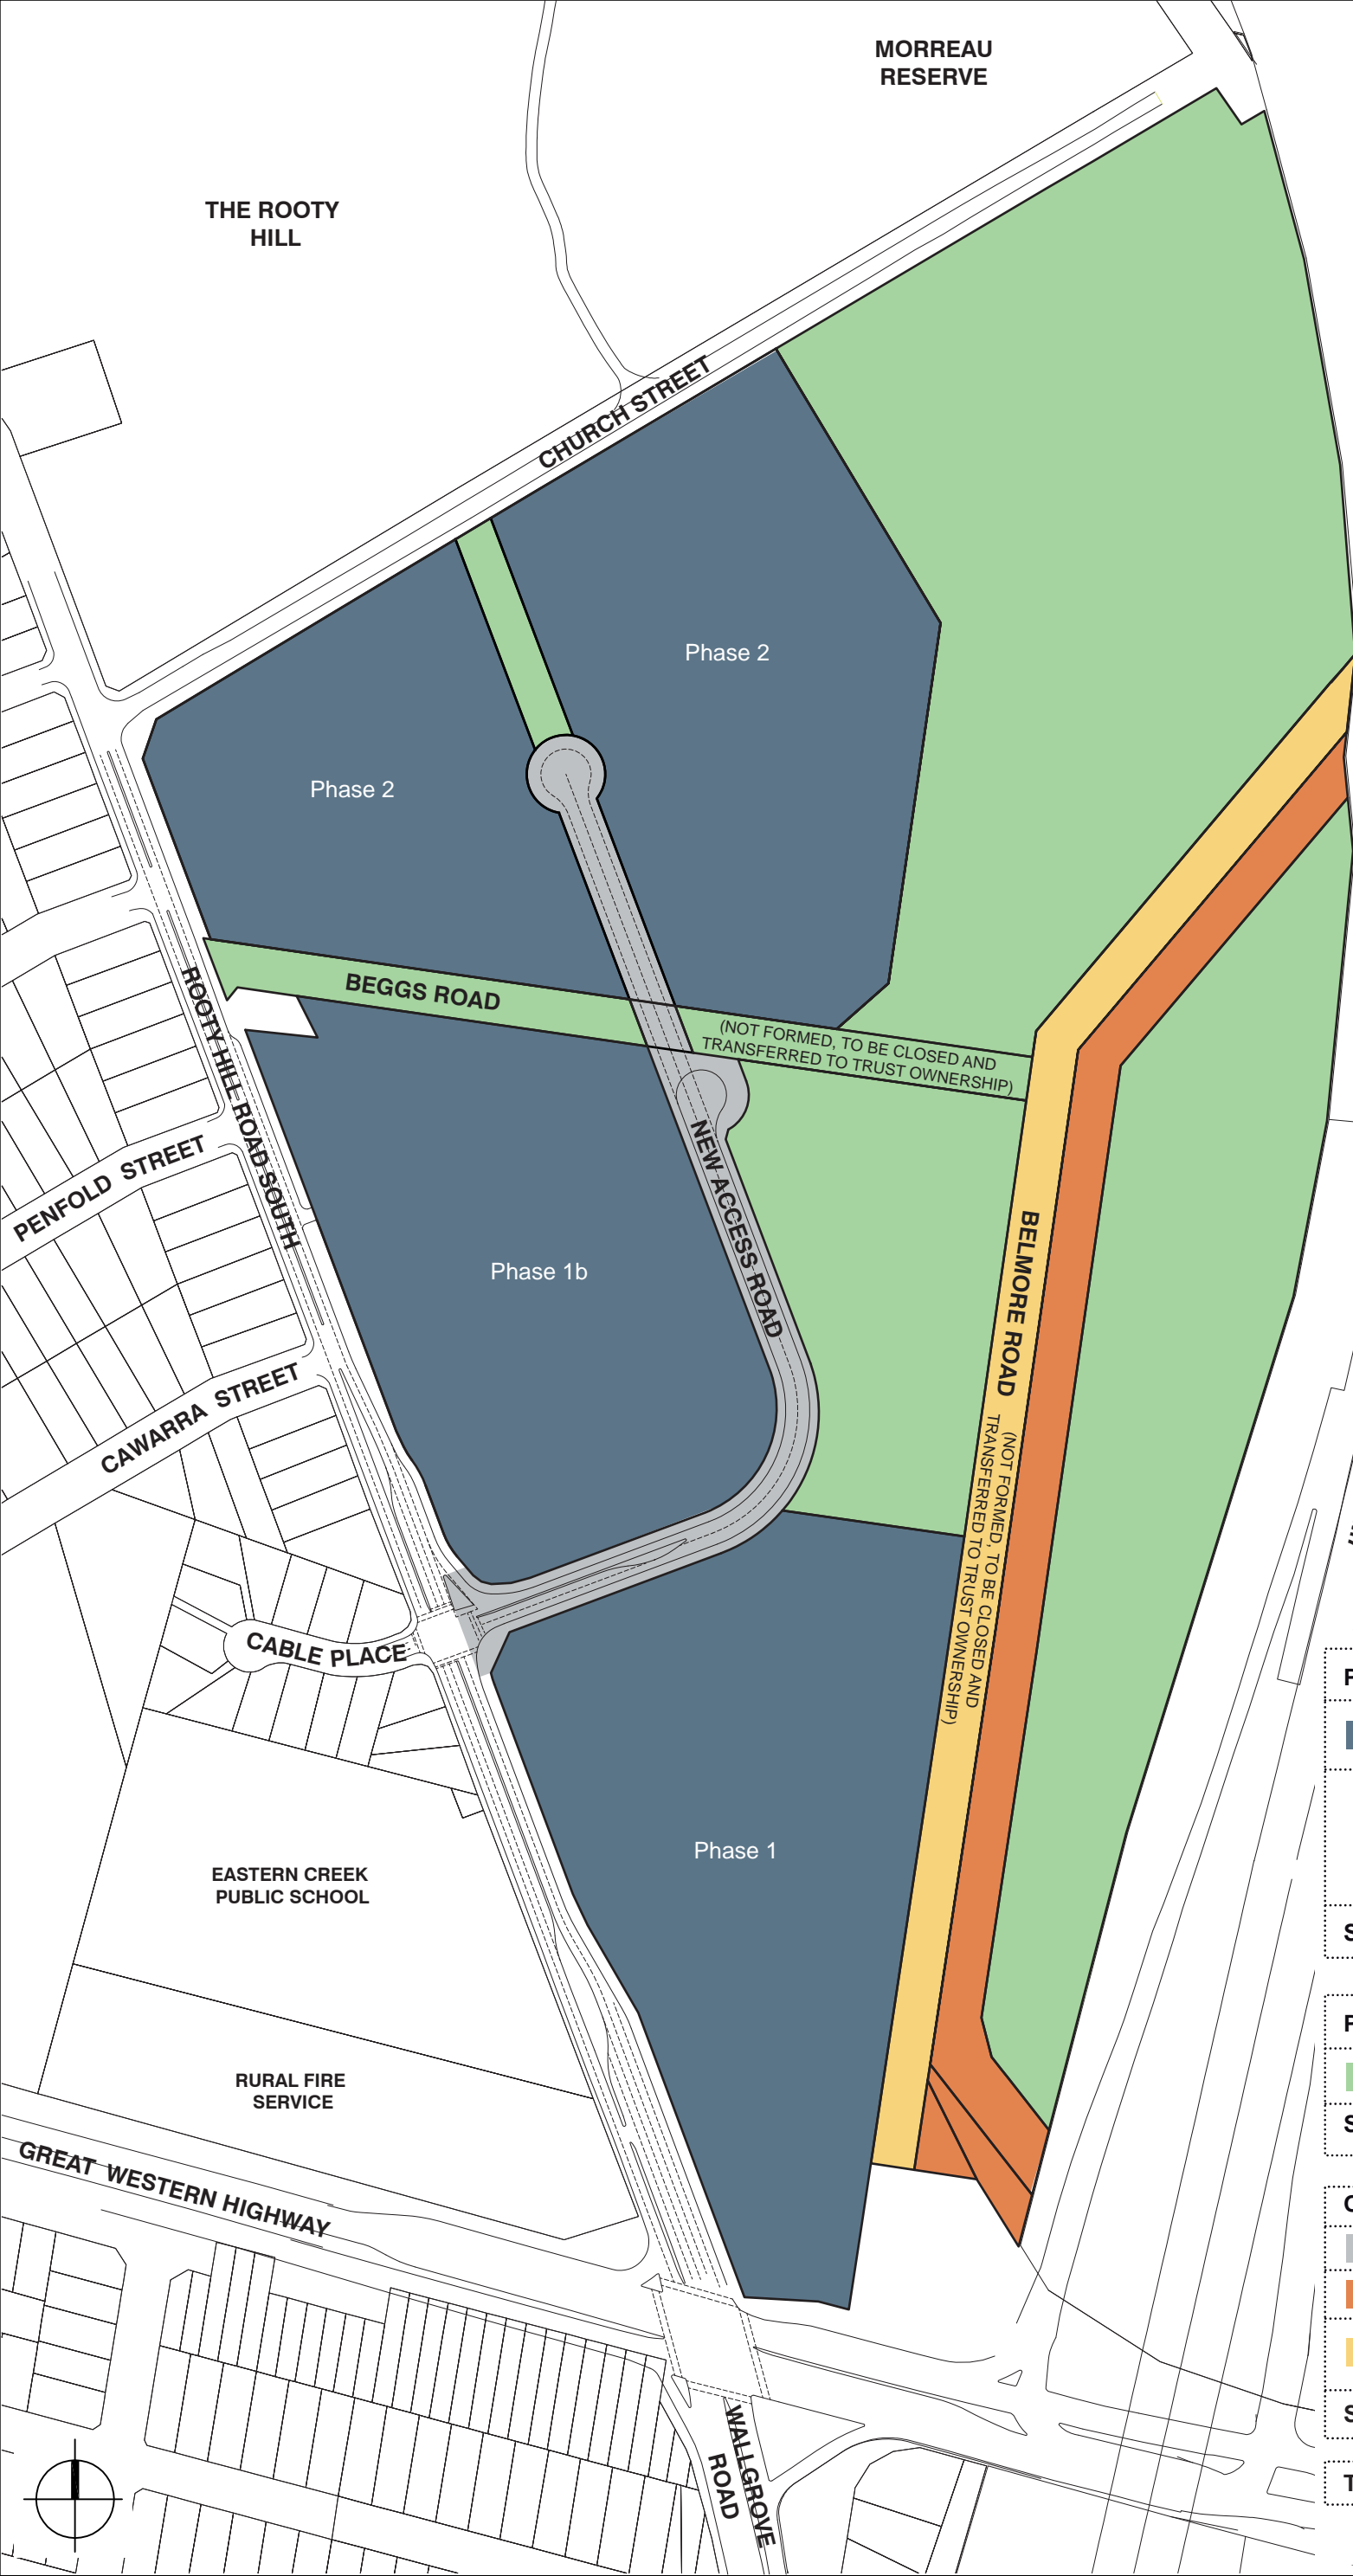 MORREAU
RESERVE
THE ROOTY
HILL
CHURCH STREET
Phase 2
Phase 2
BEGGS ROAD
(NOT FORMED, TO BE CLOSED AND
TRANSFERRED TO TRUST OWNERSHIP)
ROOTY HILL ROAD SOUTH
NEW ACCESS ROAD
PENFOLD STREET
Phase 1b
BELMORE ROAD
(NOT FORMED, TO BE CLOSED AND
TRANSFERRED TO TRUST OWNERSHIP)
CAWARRA STREET
CABLE PLACE
Phase 1
EASTERN CREEK
PUBLIC SCHOOL
RURAL FIRE
SERVICE
GREAT WESTERN HIGHWAY
WALLGROVE
ROAD